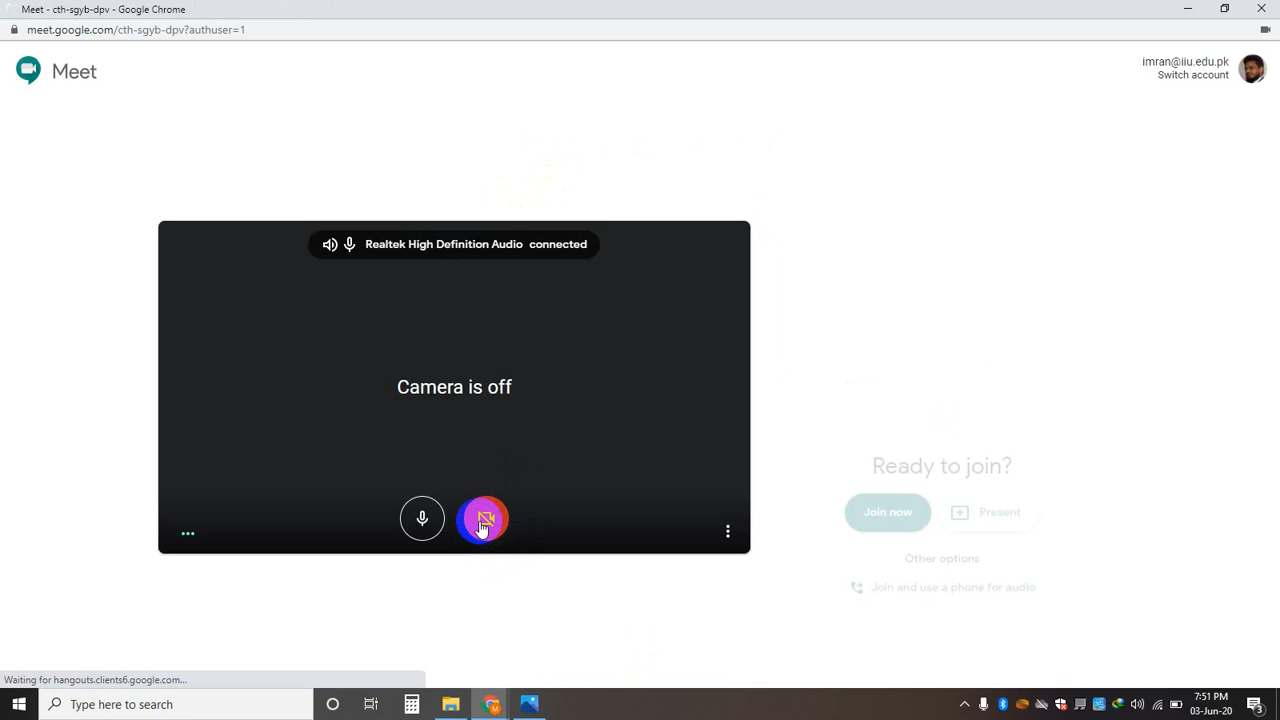 Meet - cth-sgyb-dpv - Google Chrome
meet.google.com/cth-sgyb-dpv?authuser=1
Meet
imran@iiu.edu.pk
Switch account
Realtek High Definition Audio connected
Camera is off
Ready to join?
Join now
Present
Other options
Join and use a phone for audio
Waiting for hangouts.clients6.google.com...
Type here to search
7:51 PM
03-Jun-20
3